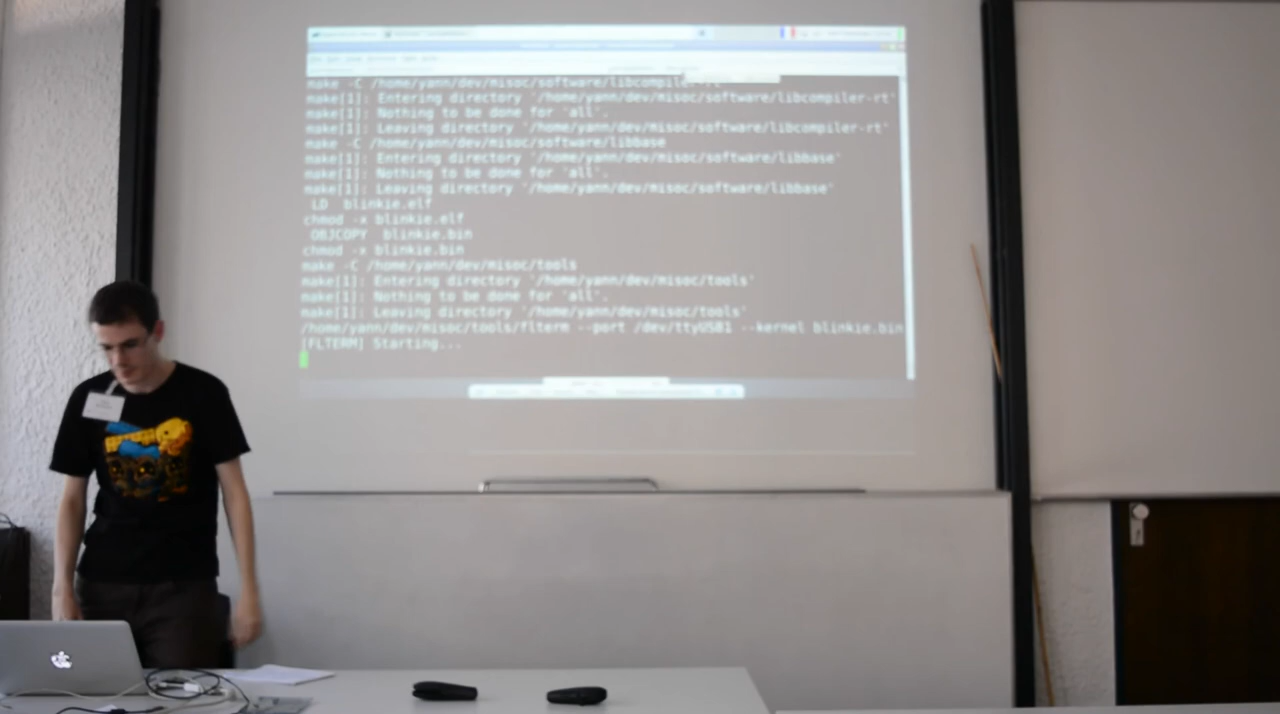 make -C /home/yann/dev/misoc/software/libcompiler-rt
make[1]: Entering directory '/home/yann/dev/misoc/software/libcompiler-rt'
make[1]: Nothing to be done for 'all'.
make[1]: Leaving directory '/home/yann/dev/misoc/software/libcompiler-rt'
make -C /home/yann/dev/misoc/software/libbase
make[1]: Entering directory '/home/yann/dev/misoc/software/libbase'
make[1]: Nothing to be done for 'all'.
make[1]: Leaving directory '/home/yann/dev/misoc/software/libbase'
LD blinkie.elf
chmod -x blinkie.elf
OBJCOPY blinkie.bin
chmod -x blinkie.bin
make -C /home/yann/dev/misoc/tools
make[1]: Entering directory '/home/yann/dev/misoc/tools'
make[1]: Nothing to be done for 'all'.
make[1]: Leaving directory '/home/yann/dev/misoc/tools'
/home/yann/dev/misoc/tools/flterm --port /dev/ttyUSB1 --kernel blinkie.bin
[FLTERM] Starting...